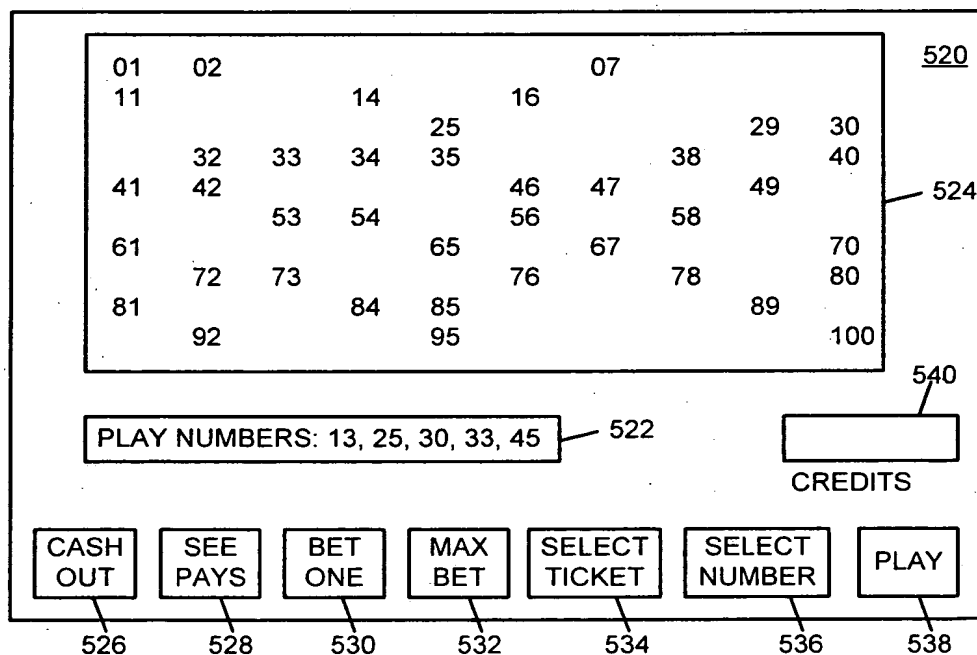 520
01 02 07
11 14 16
25 29 30
32 33 34 35 38 40
41 42 46 47 49
524
53 54 56 58
61 65 67 70
72 73 76 78 80
81 84 85 89
92 95 100
540
PLAY NUMBERS: 13, 25, 30, 33, 45
522
CREDITS
CASH OUT
SEE PAYS
BET ONE
MAX BET
SELECT TICKET
SELECT NUMBER
PLAY
526 528 530 532 534 536 538